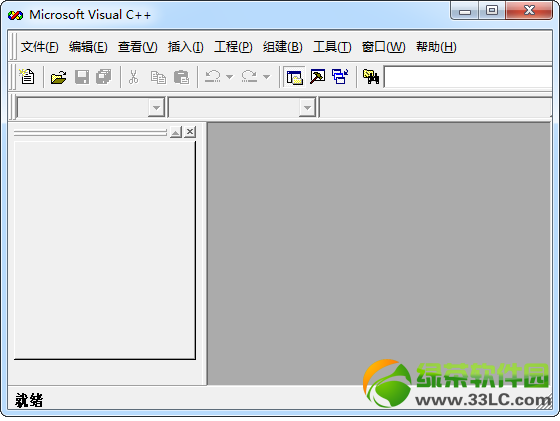 Microsoft Visual C++
文件(F) 编辑(E) 查看(V) 插入(I) 工程(P) 组建(B) 工具(T) 窗口(W) 帮助(H)
就绪
绿茶软件园
www.33LC.com